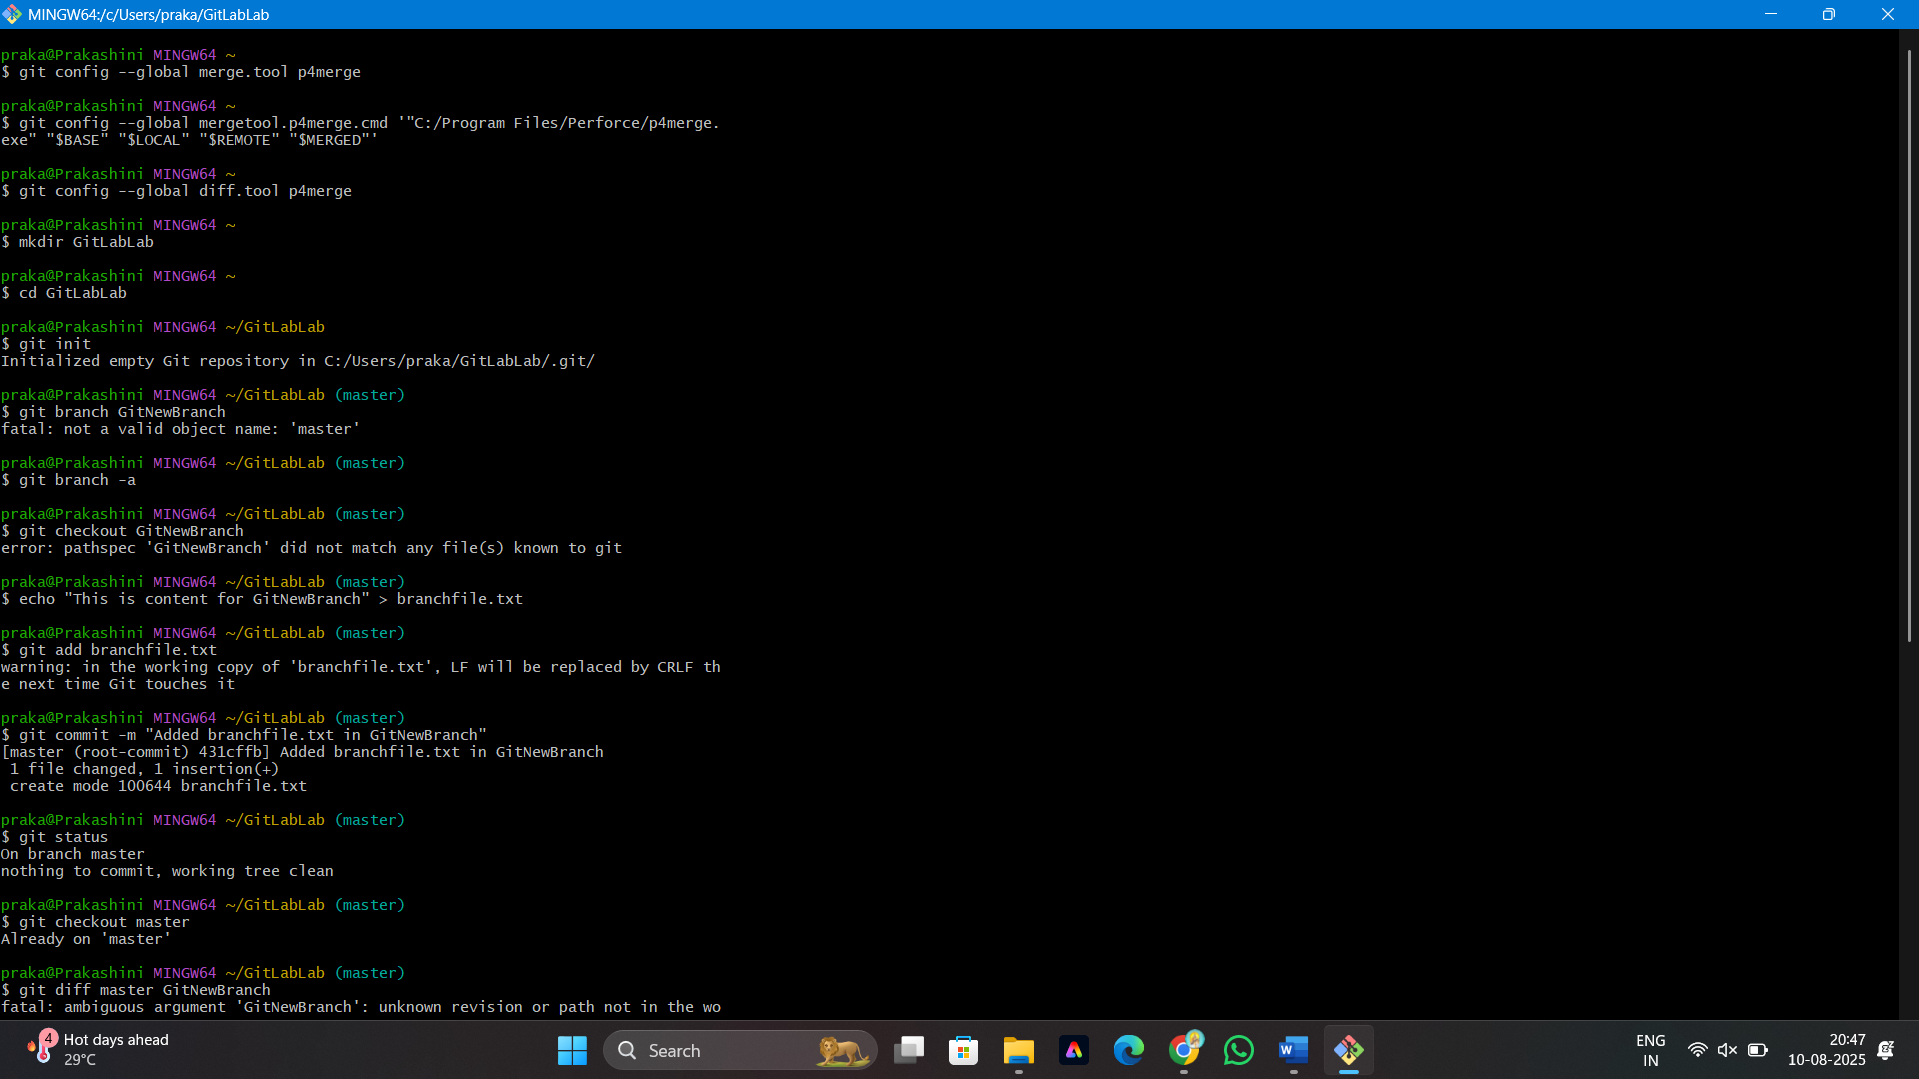 MINGW64:/c/Users/praka/GitLabLab
praka@Prakashini MINGW64 ~
$ git config --global merge.tool p4merge
praka@Prakashini MINGW64 ~
$ git config --global mergetool.p4merge.cmd '"C:/Program Files/Perforce/p4merge.
exe" "$BASE" "$LOCAL" "$REMOTE" "$MERGED"'
praka@Prakashini MINGW64 ~
$ git config --global diff.tool p4merge
praka@Prakashini MINGW64 ~
$ mkdir GitLabLab
praka@Prakashini MINGW64 ~
$ cd GitLabLab
praka@Prakashini MINGW64 ~/GitLabLab
$ git init
Initialized empty Git repository in C:/Users/praka/GitLabLab/.git/
praka@Prakashini MINGW64 ~/GitLabLab (master)
$ git branch GitNewBranch
fatal: not a valid object name: 'master'
praka@Prakashini MINGW64 ~/GitLabLab (master)
$ git branch -a
praka@Prakashini MINGW64 ~/GitLabLab (master)
$ git checkout GitNewBranch
error: pathspec 'GitNewBranch' did not match any file(s) known to git
praka@Prakashini MINGW64 ~/GitLabLab (master)
$ echo "This is content for GitNewBranch" > branchfile.txt
praka@Prakashini MINGW64 ~/GitLabLab (master)
$ git add branchfile.txt
warning: in the working copy of 'branchfile.txt', LF will be replaced by CRLF th
e next time Git touches it
praka@Prakashini MINGW64 ~/GitLabLab (master)
$ git commit -m "Added branchfile.txt in GitNewBranch"
[master (root-commit) 431cffb] Added branchfile.txt in GitNewBranch
1 file changed, 1 insertion(+)
create mode 100644 branchfile.txt
praka@Prakashini MINGW64 ~/GitLabLab (master)
$ git status
On branch master
nothing to commit, working tree clean
praka@Prakashini MINGW64 ~/GitLabLab (master)
$ git checkout master
Already on 'master'
praka@Prakashini MINGW64 ~/GitLabLab (master)
$ git diff master GitNewBranch
fatal: ambiguous argument 'GitNewBranch': unknown revision or path not in the wo
4
Hot days ahead
29°C
Search
W
ENG
IN
20:47
10-08-2025